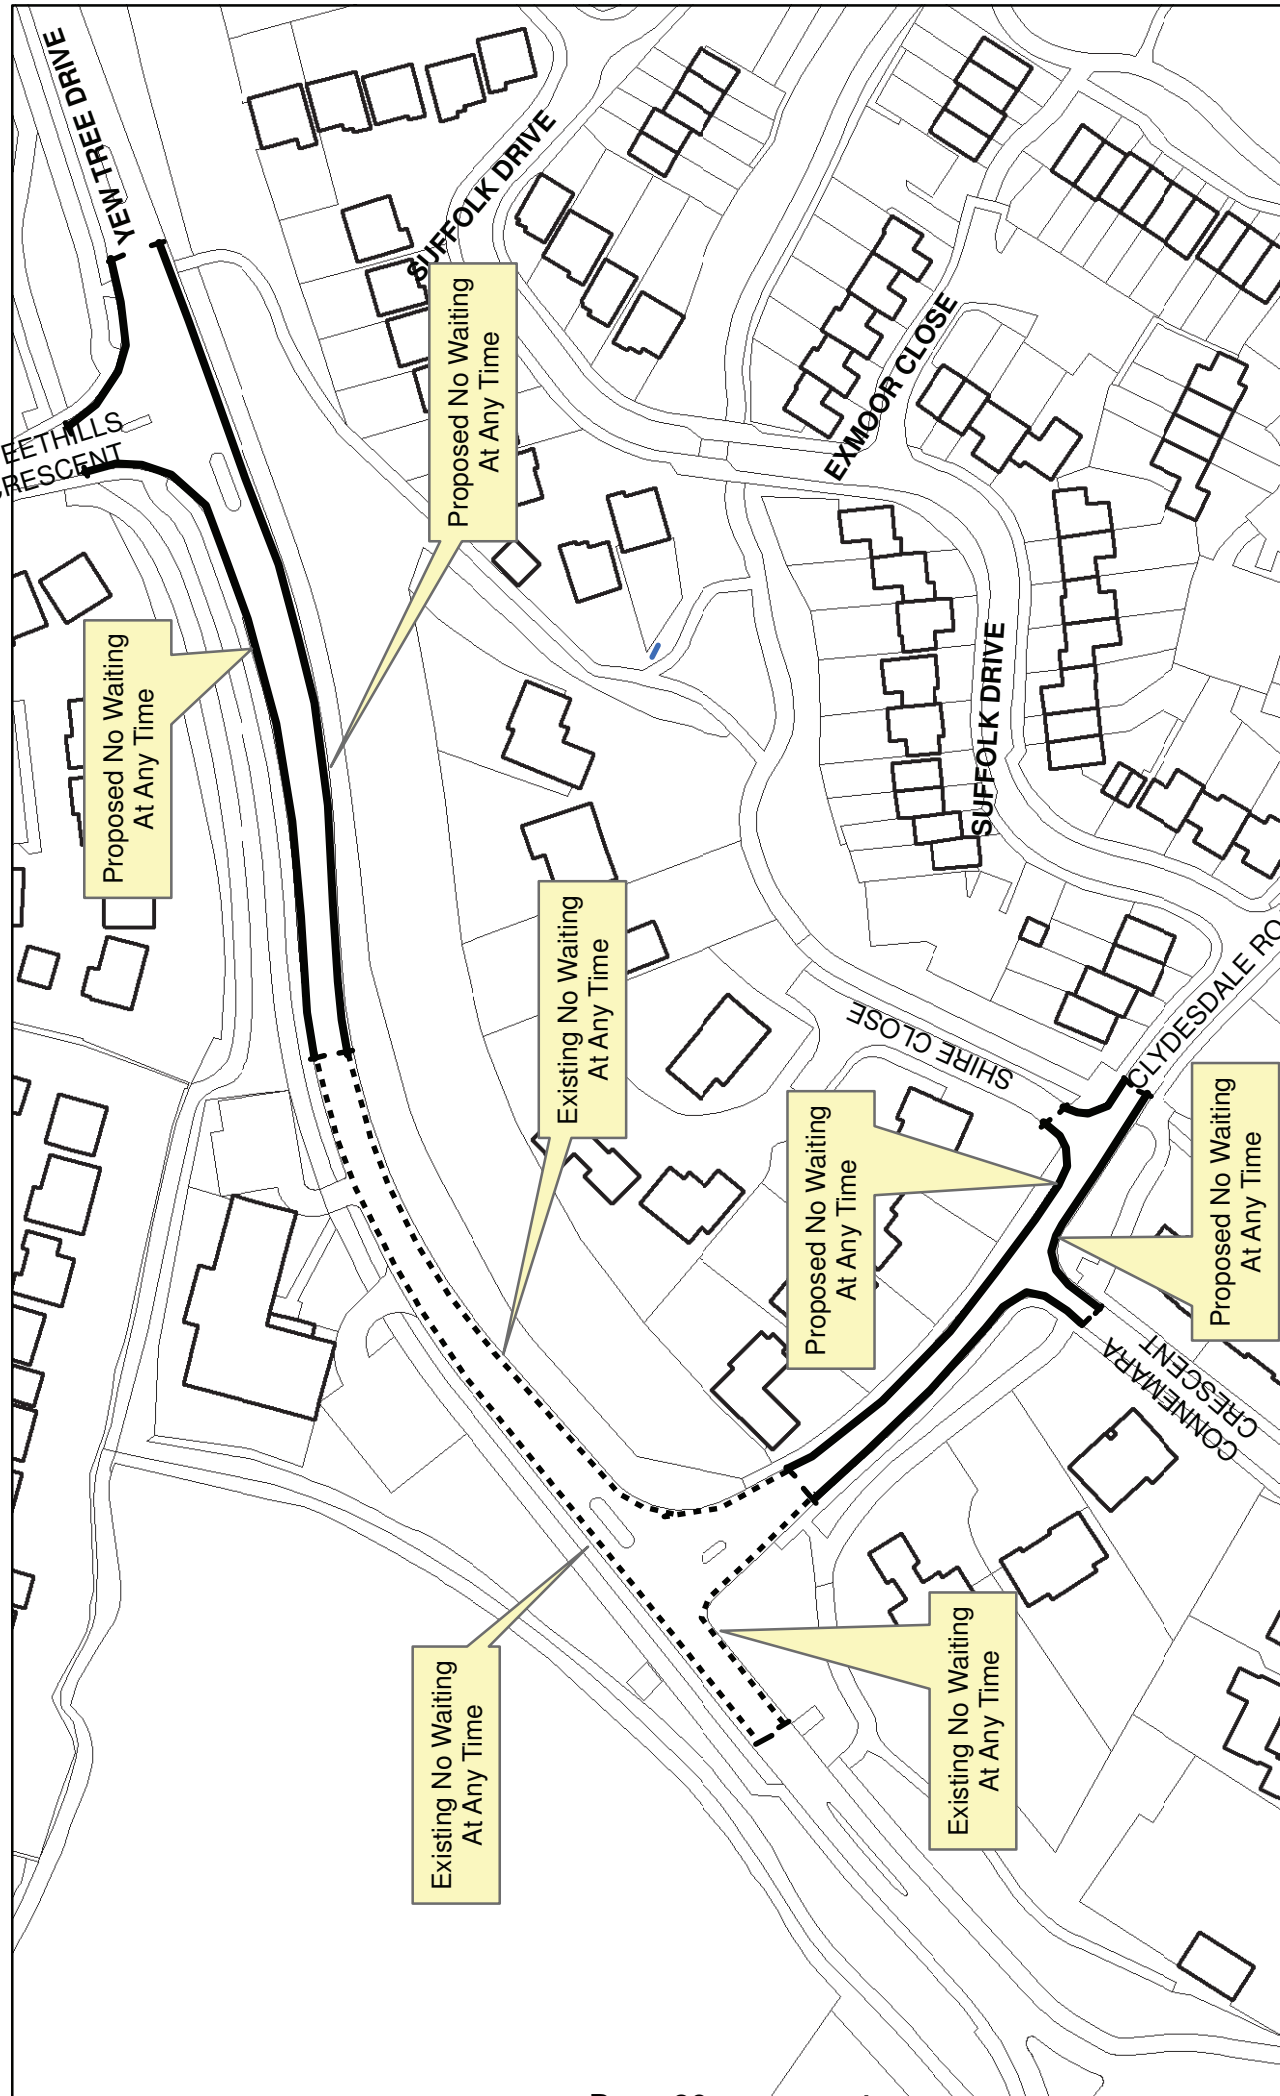 YEW TREE DRIVE
EETHILLS
CRESCENT
SUFFOLK DRIVE
Proposed No Waiting
At Any Time
Proposed No Waiting
At Any Time
EXMOOR CLOSE
SUFFOLK DRIVE
Existing No Waiting
At Any Time
SHIRE CLOSE
CLYDESDALE RO
Proposed No Waiting
At Any Time
Proposed No Waiting
At Any Time
CONNEMARA
CRESCENT
Existing No Waiting
At Any Time
Existing No Waiting
At Any Time